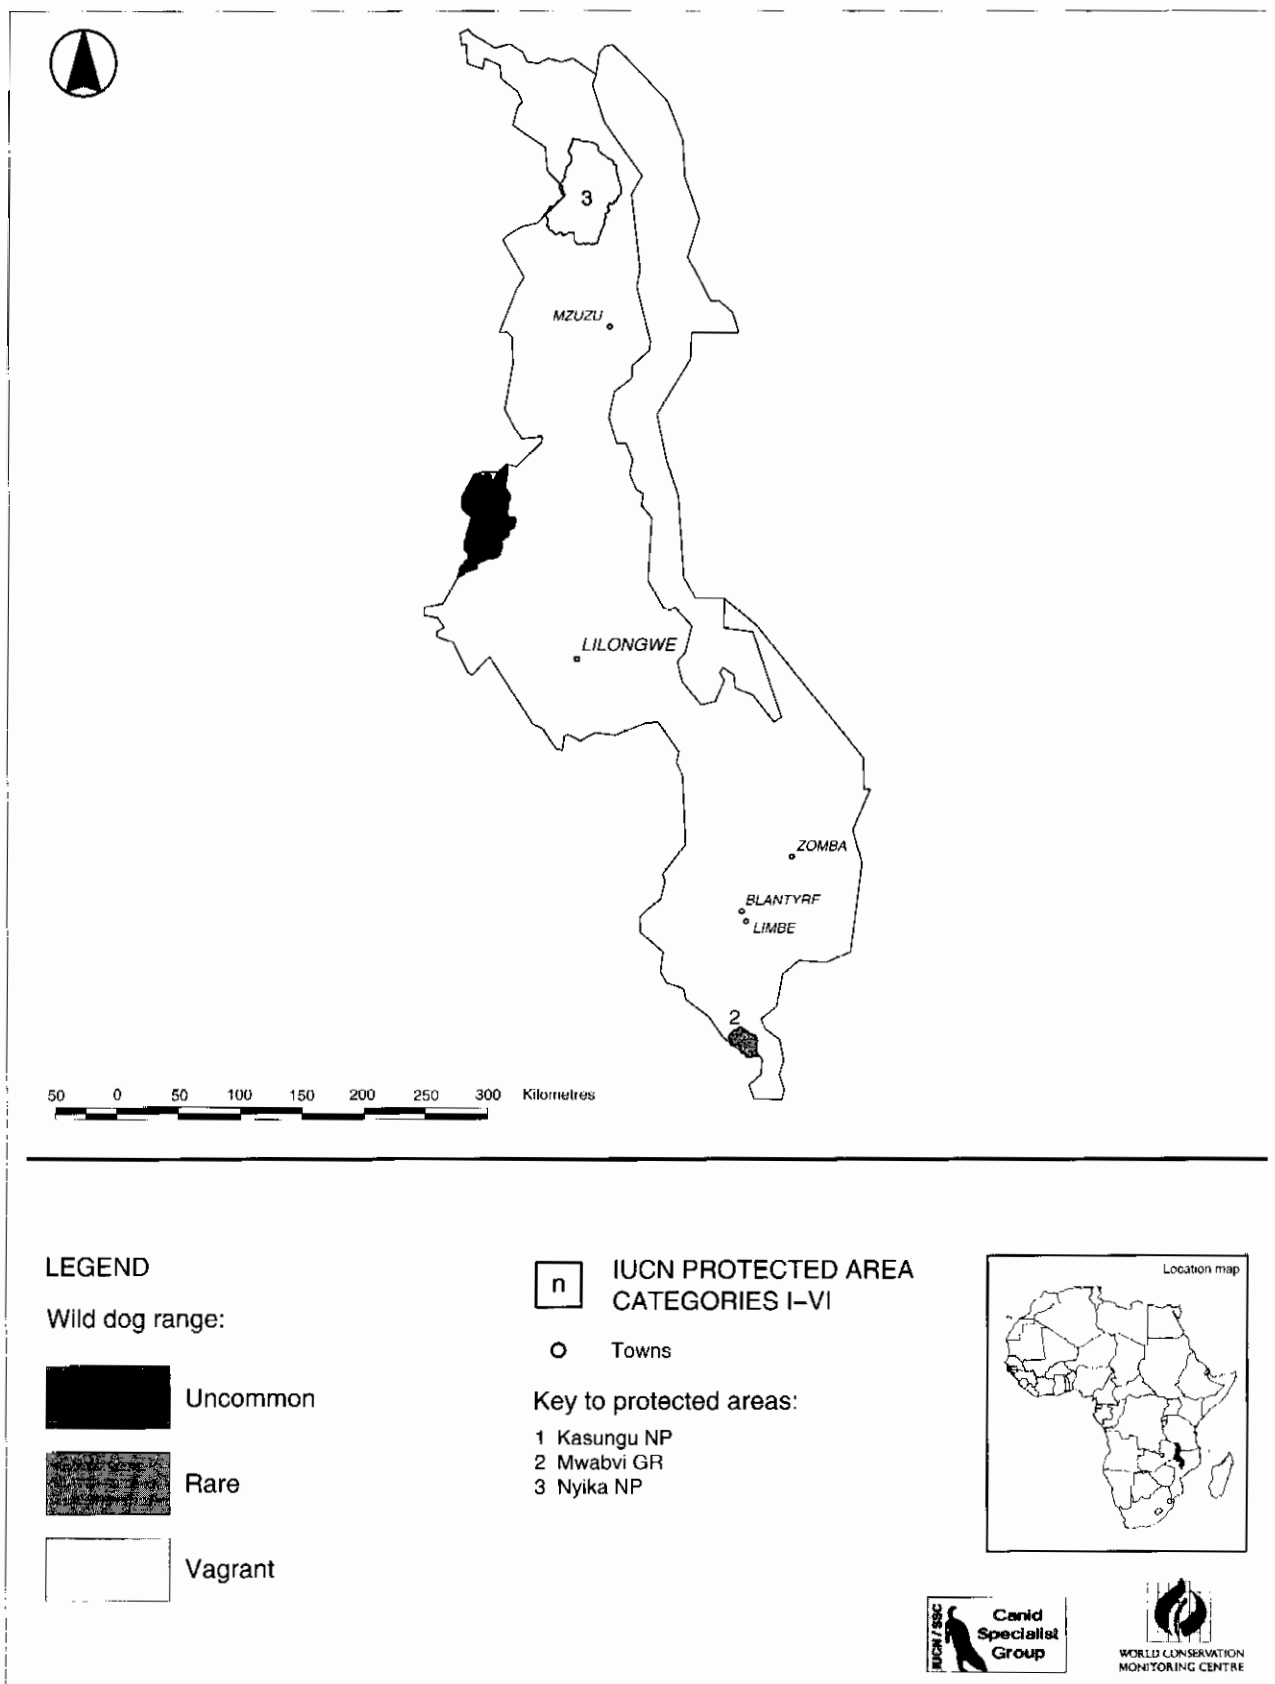 3
MZUZU
LILONGWE
ZOMBA
BLANTYRE
LIMBE
2
50 0 50 100 150 200 250 300 Kilometres
LEGEND
Wild dog range:
Uncommon
Rare
Vagrant
n
IUCN PROTECTED AREA
CATEGORIES I–VI
Towns
Key to protected areas:
1 Kasungu NP
2 Mwabvi GR
3 Nyika NP
Location map
IUCN / SSC
Canid
Specialist
Group
WORLD CONSERVATION
MONITORING CENTRE